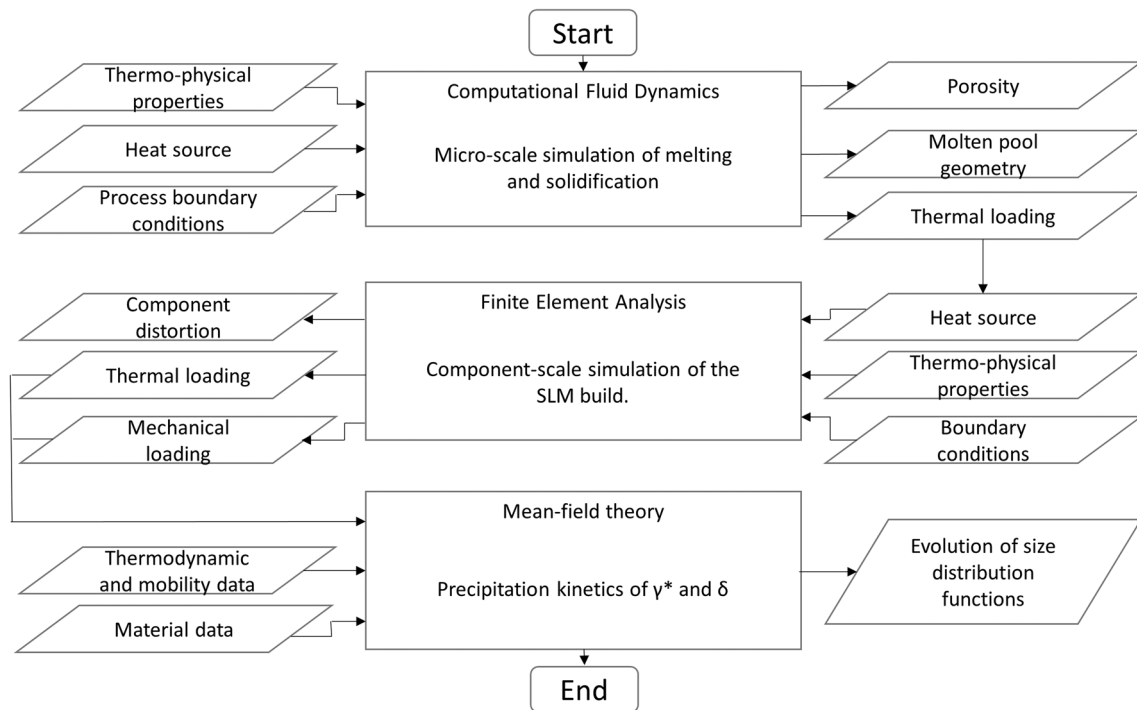 Start
Thermo-physical
properties
Heat source
Process boundary
conditions
Computational Fluid Dynamics
Micro-scale simulation of melting
and solidification
Porosity
Molten pool
geometry
Thermal loading
Component
distortion
Thermal loading
Mechanical
loading
Finite Element Analysis
Component-scale simulation of the
SLM build.
Heat source
Thermo-physical
properties
Boundary
conditions
Thermodynamic
and mobility data
Material data
Mean-field theory
Precipitation kinetics of γ* and δ
Evolution of size
distribution
functions
End